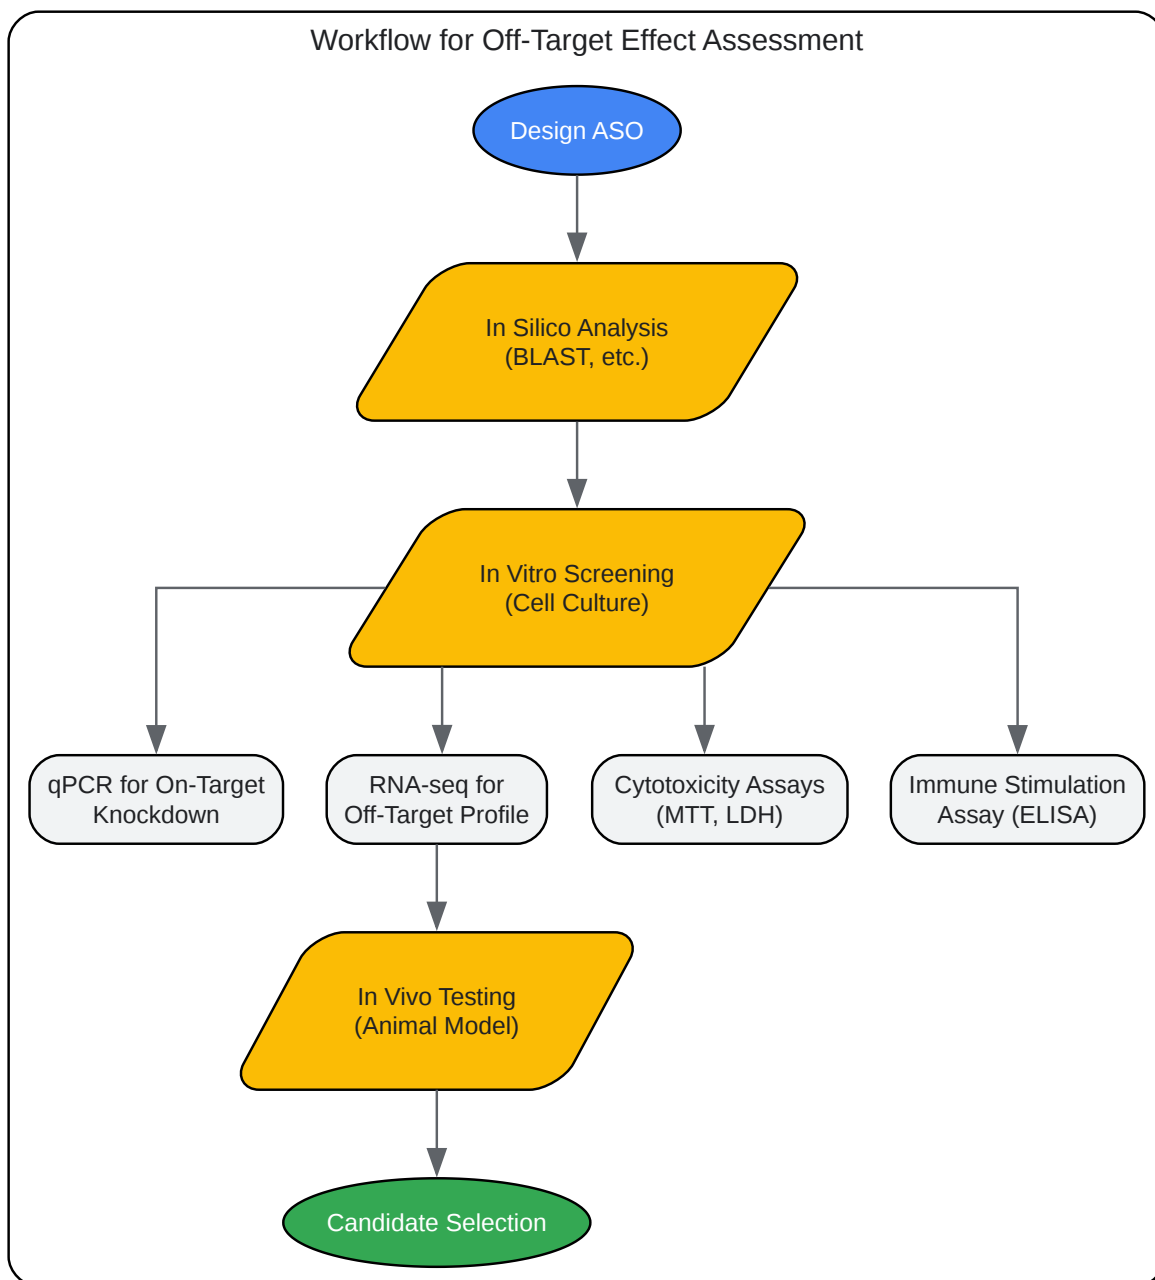 Workflow for Off-Target Effect Assessment
Design ASO
In Silico Analysis
(BLAST, etc.)
In Vitro Screening
(Cell Culture)
qPCR for On-Target
Knockdown
RNA-seq for
Off-Target Profile
Cytotoxicity Assays
(MTT, LDH)
Immune Stimulation
Assay (ELISA)
In Vivo Testing
(Animal Model)
Candidate Selection